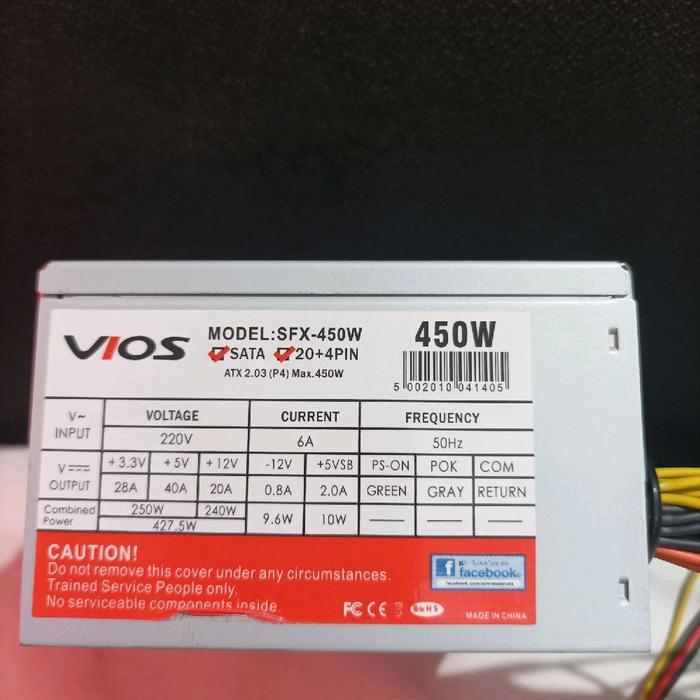 VIOS
MODEL:SFX-450W
SATA 20+4PIN
ATX 2.03 (P4) Max.450W
450W
5 002010 041405
V~ INPUT
VOLTAGE CURRENT FREQUENCY
220V 6A 50Hz
V⎓ OUTPUT
+3.3V +5V +12V -12V +5VSB PS-ON POK COM
28A 40A 20A 0.8A 2.0A GREEN GRAY RETURN
Combined Power
250W 240W 9.6W 10W — — —
427.5W
CAUTION!
Do not remove this cover under any circumstances.
Trained Service People only.
No serviceable components inside.
"Like" us on
facebook
FC CE RoHS
MADE IN CHINA